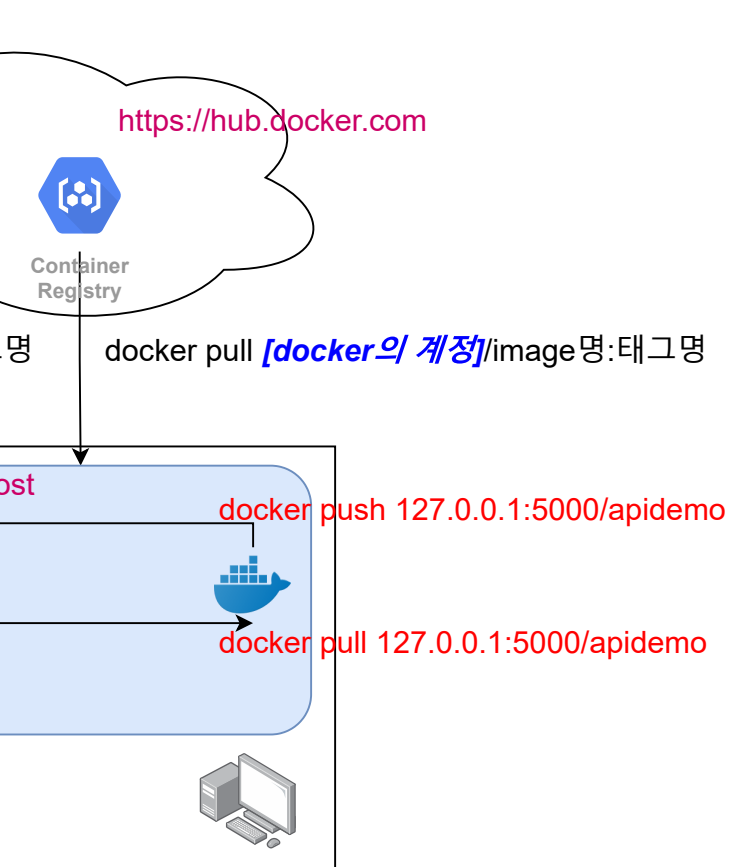 https://hub.docker.com
Container
Registry
명
docker pull [docker의 계정]/image명:태그명
ost
docker push 127.0.0.1:5000/apidemo
docker pull 127.0.0.1:5000/apidemo